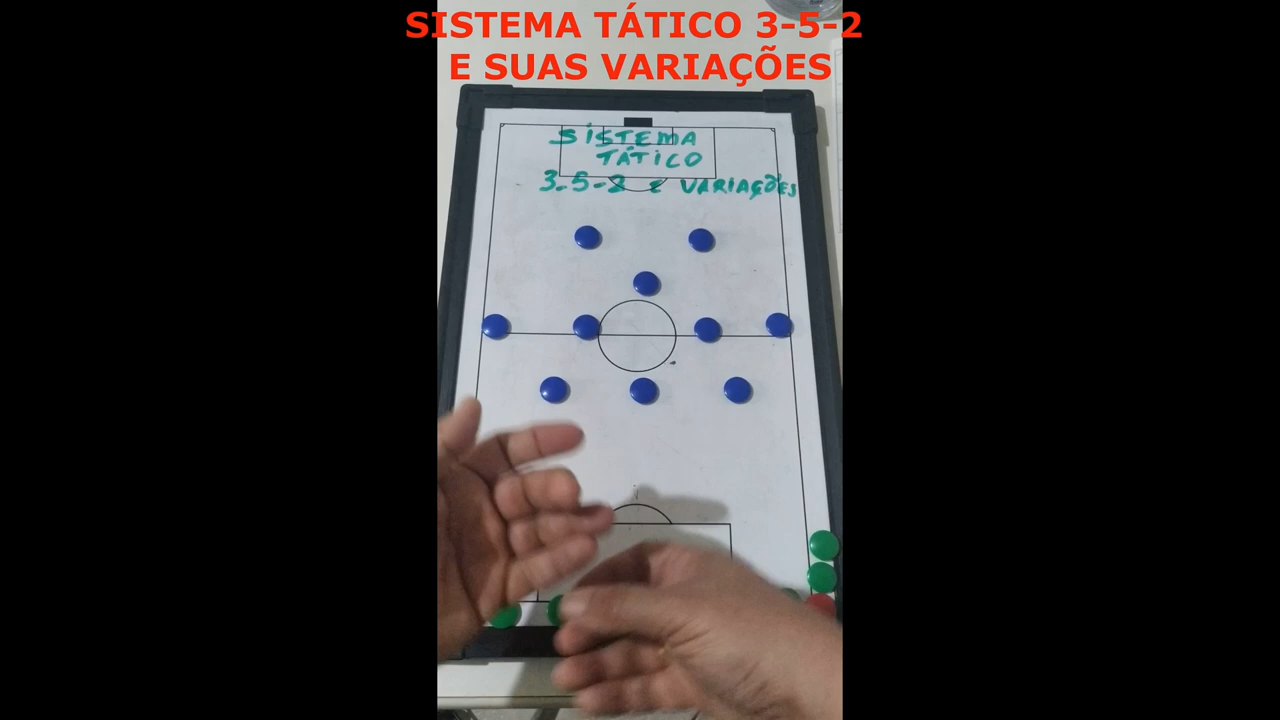 SISTEMA TÁTICO 3-5-2
E SUAS VARIAÇÕES
SISTEMA
TÁTICO
3-5-2 E VARIAÇÕES